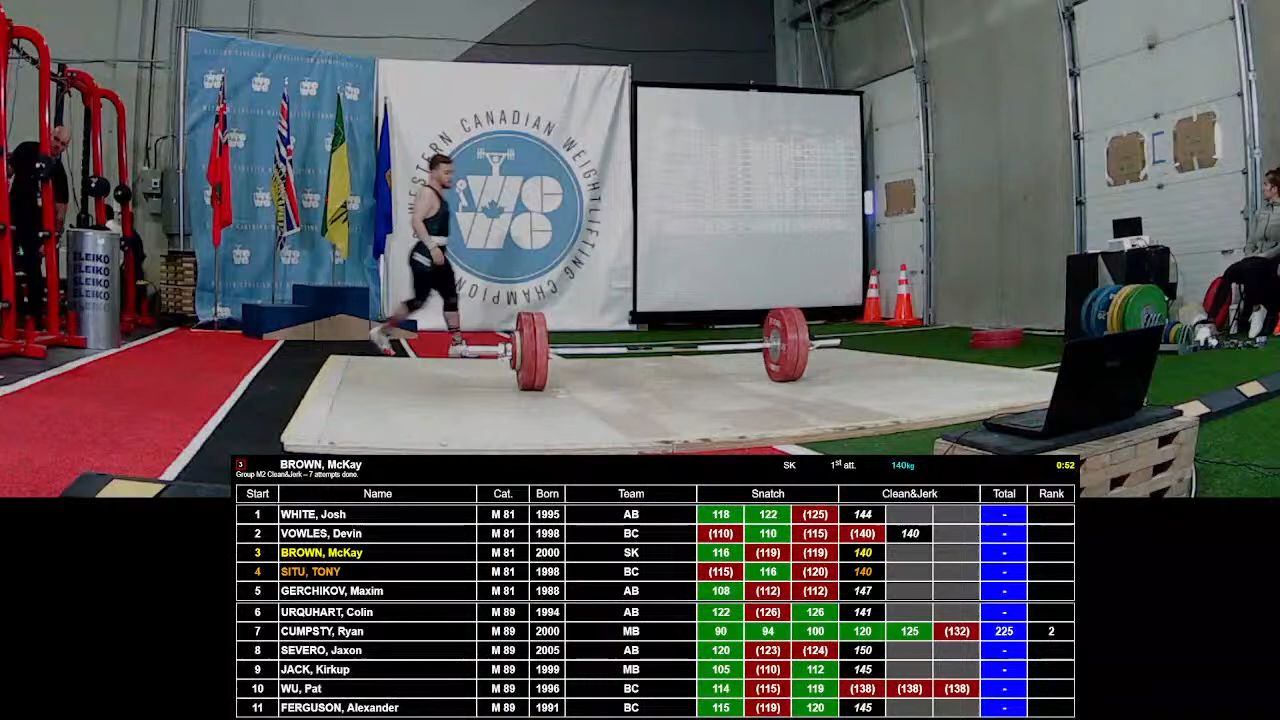 WESTERN CANADIAN WEIGHTLIFTING CHAMPION
WC
WC
ELEIKO
ELEIKO
ELEIKO
ELEIKO
3 BROWN, McKay SK 1st att. 140kg 0:52
Group M2 Clean&Jerk – 7 attempts done.
Start Name Cat. Born Team Snatch Clean&Jerk Total Rank
1 WHITE, Josh M 81 1995 AB 118 122 (125) 144 -
2 VOWLES, Devin M 81 1998 BC (110) 110 (115) (140) 140 -
3 BROWN, McKay M 81 2000 SK 116 (119) (119) 140 -
4 SITU, TONY M 81 1998 BC (115) 116 (120) 140 -
5 GERCHIKOV, Maxim M 81 1988 AB 108 (112) (112) 147 -
6 URQUHART, Colin M 89 1994 AB 122 (126) 126 141 -
7 CUMPSTY, Ryan M 89 2000 MB 90 94 100 120 125 (132) 225 2
8 SEVERO, Jaxon M 89 2005 AB 120 (123) (124) 150 -
9 JACK, Kirkup M 89 1999 MB 105 (110) 112 145 -
10 WU, Pat M 89 1996 BC 114 (115) 119 (138) (138) (138) -
11 FERGUSON, Alexander M 89 1991 BC 115 (119) 120 145 -